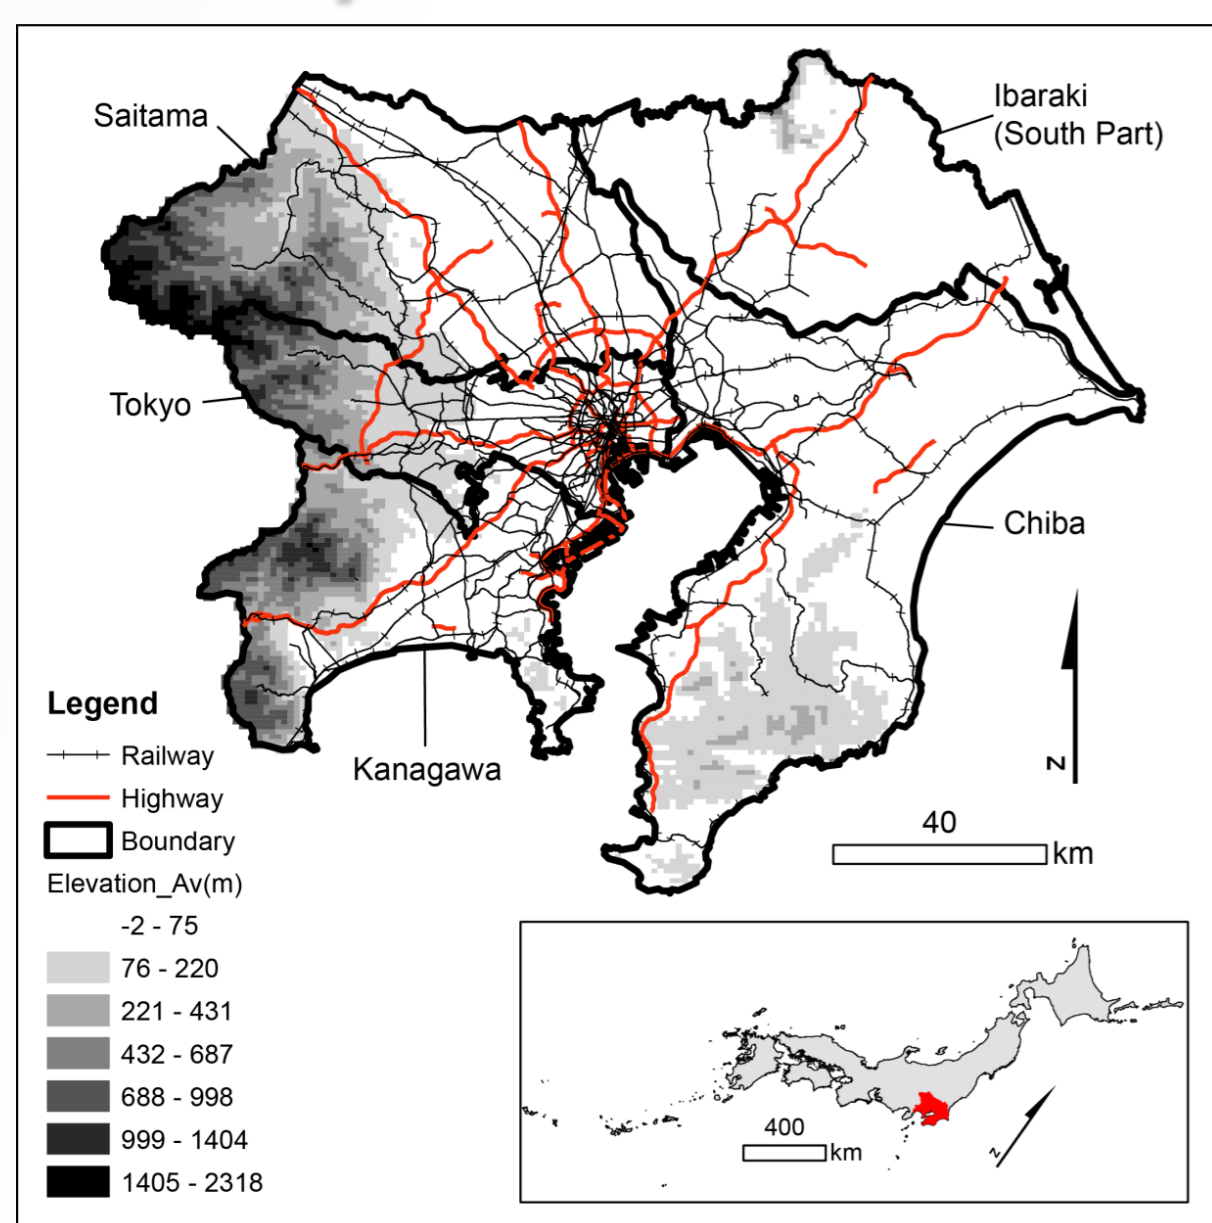 Saitama
Ibaraki
(South Part)
Tokyo
Chiba
Kanagawa
Legend
Railway
Highway
Boundary
Elevation_Av(m)
-2 - 75
76 - 220
221 - 431
432 - 687
688 - 998
999 - 1404
1405 - 2318
N
40
km
400
km
N